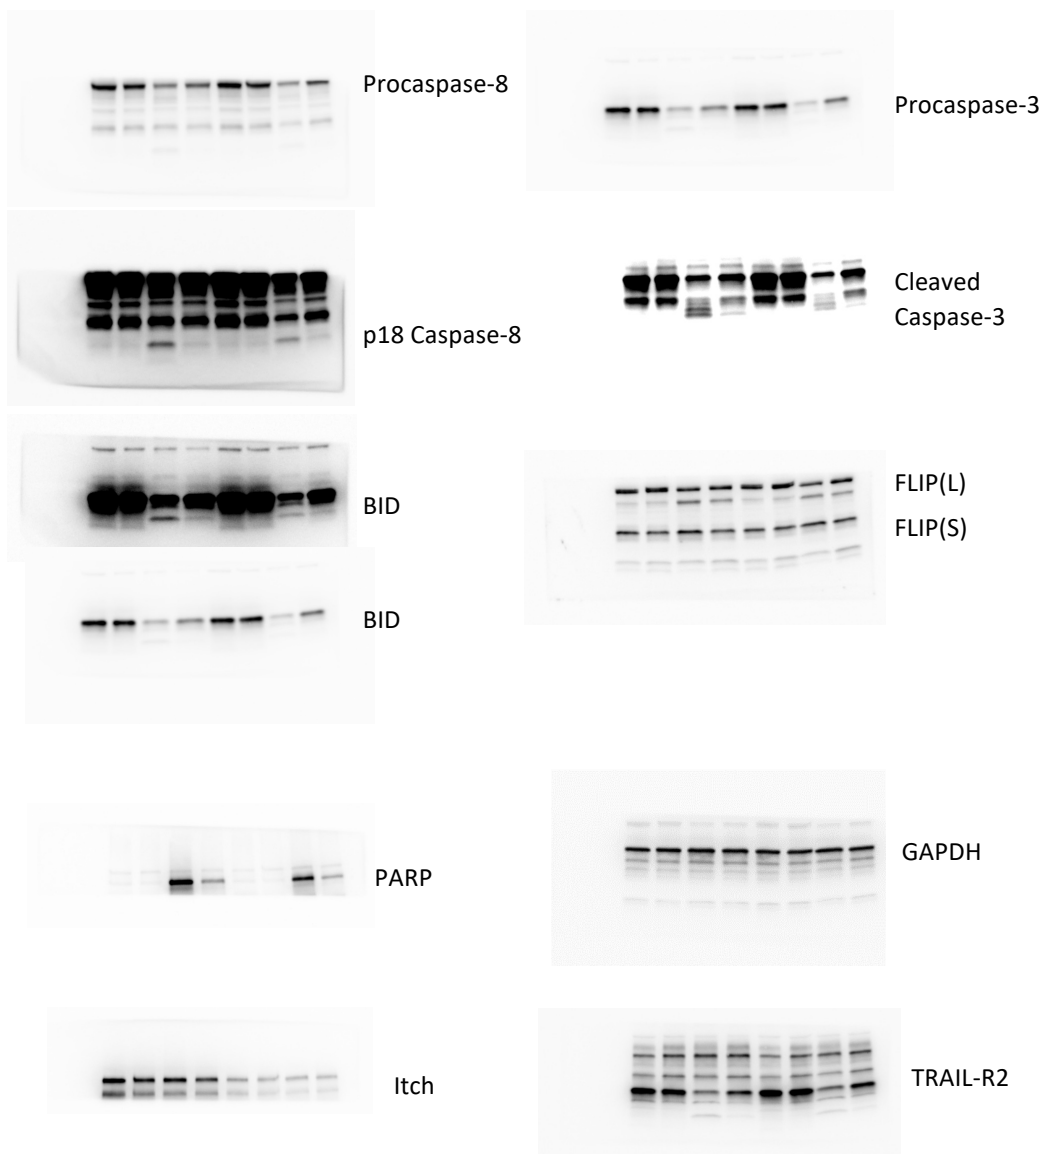 Procaspase-8
Procaspase-3
p18 Caspase-8
Cleaved
Caspase-3
BID
FLIP(L)
FLIP(S)
BID
PARP
GAPDH
Itch
TRAIL-R2